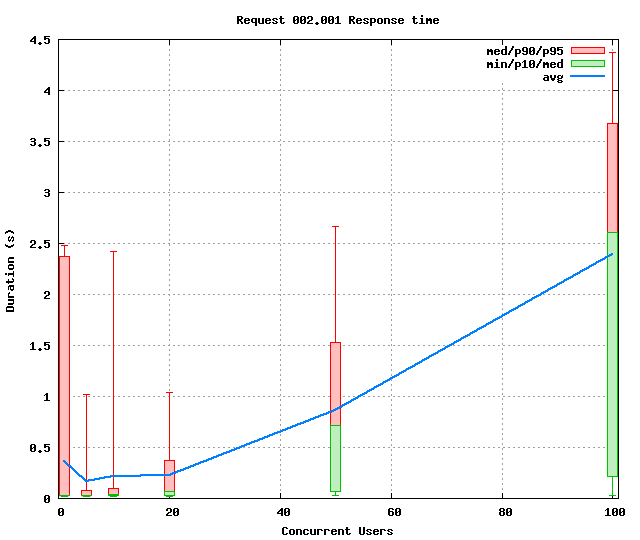 Request 002.001 Response time
med/p90/p95
min/p10/med
avg
4.5
4
3.5
3
2.5
2
1.5
1
0.5
0
Duration (s)
0 20 40 60 80 100
Concurrent Users